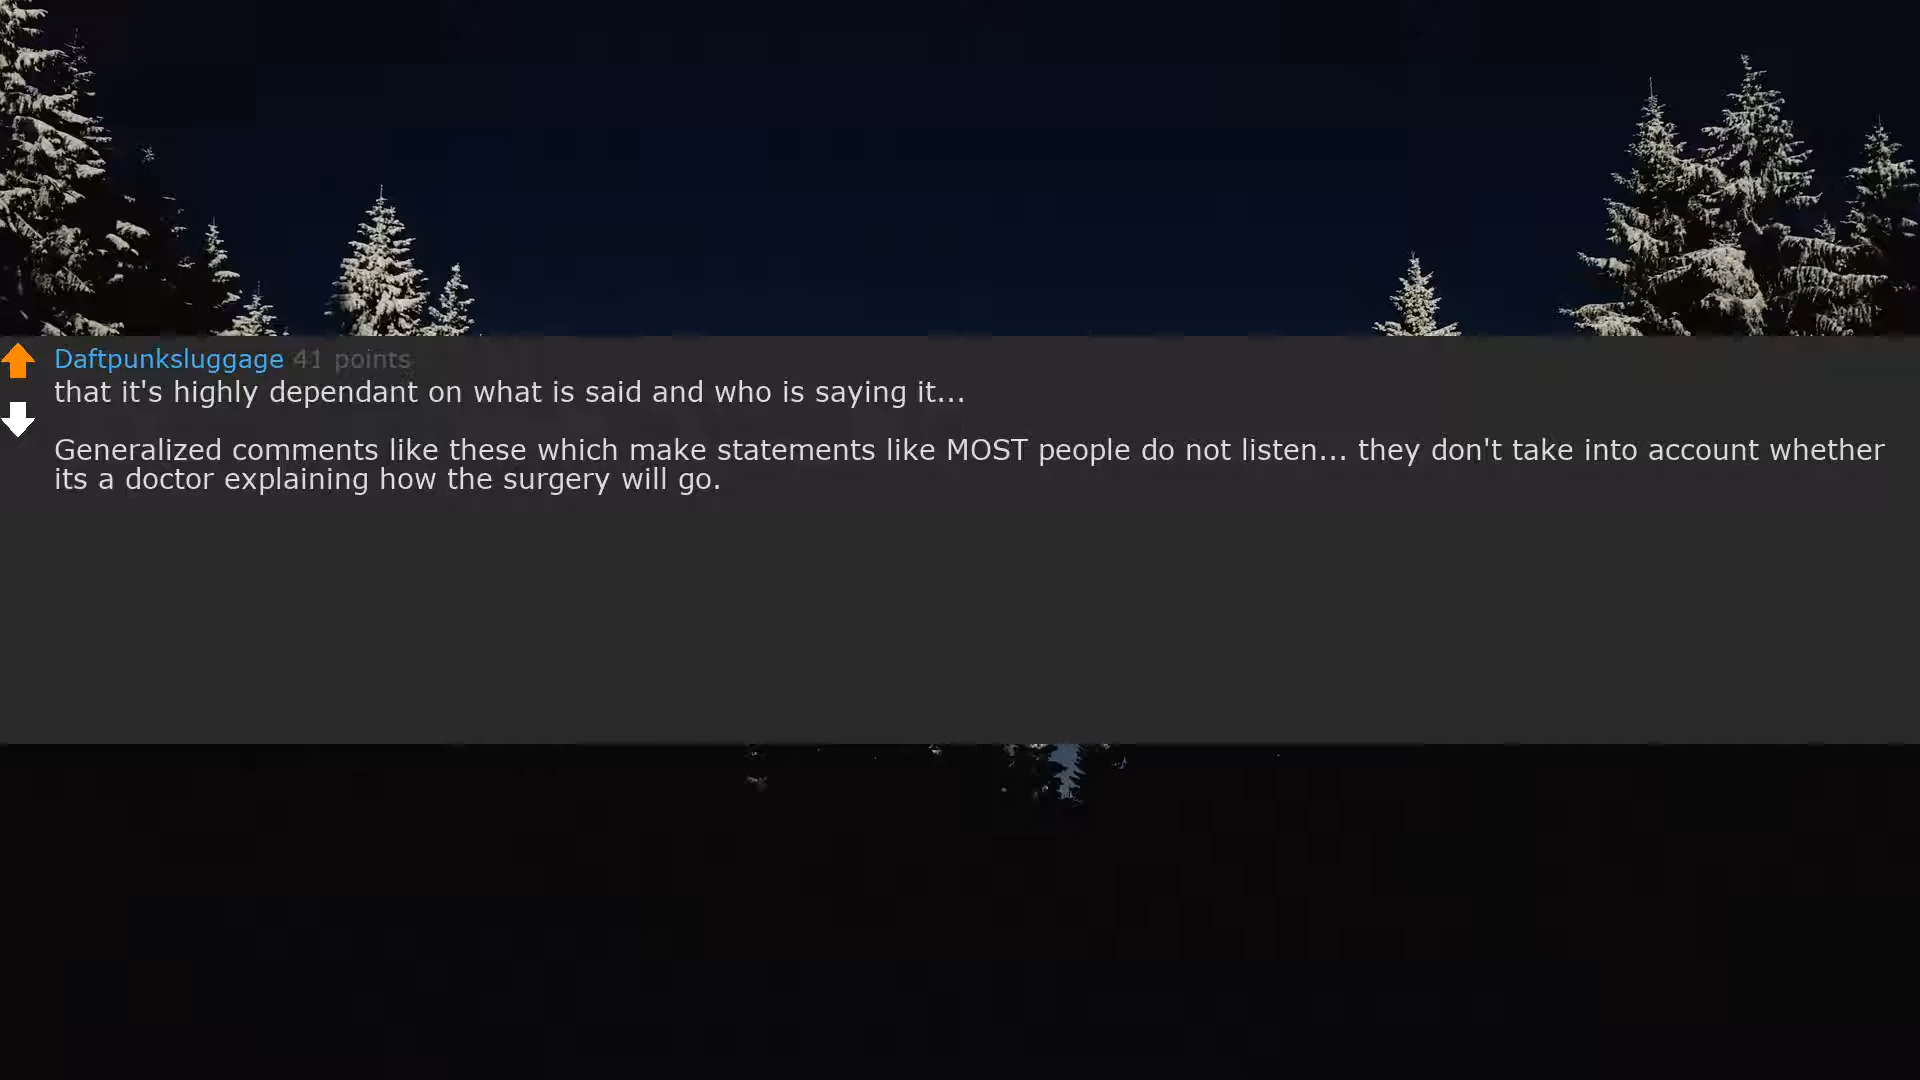 Daftpunksluggage 41 points
that it's highly dependant on what is said and who is saying it...
Generalized comments like these which make statements like MOST people do not listen... they don't take into account whether
its a doctor explaining how the surgery will go.